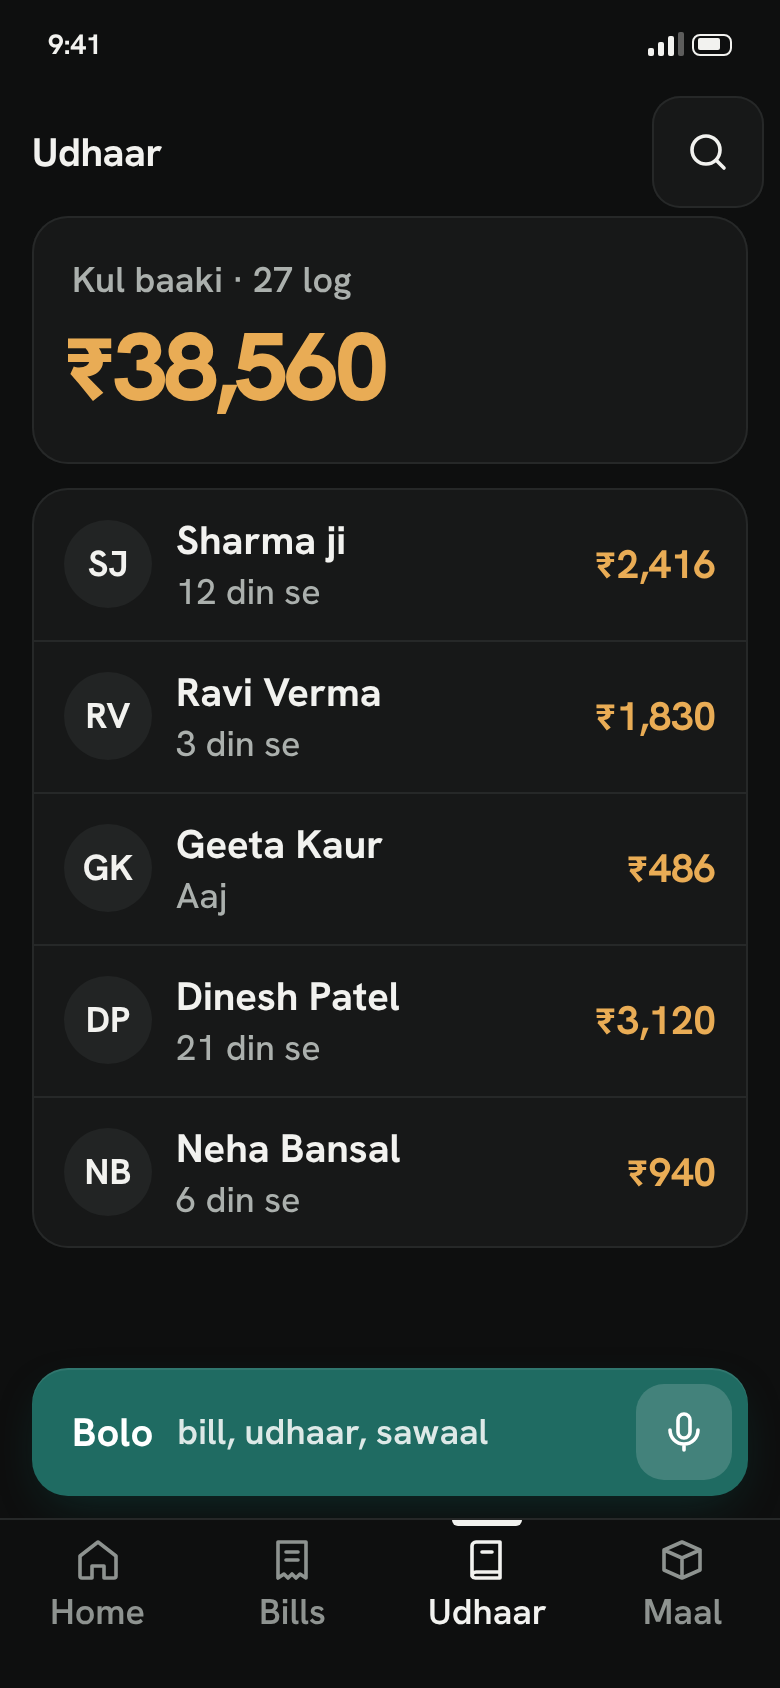 9:41
Udhaar
Kul baaki · 27 log
₹38,560
SJ
Sharma ji
12 din se
₹2,416
RV
Ravi Verma
3 din se
₹1,830
GK
Geeta Kaur
Aaj
₹486
DP
Dinesh Patel
21 din se
₹3,120
NB
Neha Bansal
6 din se
₹940
Bolo bill, udhaar, sawaal
Home Bills Udhaar Maal